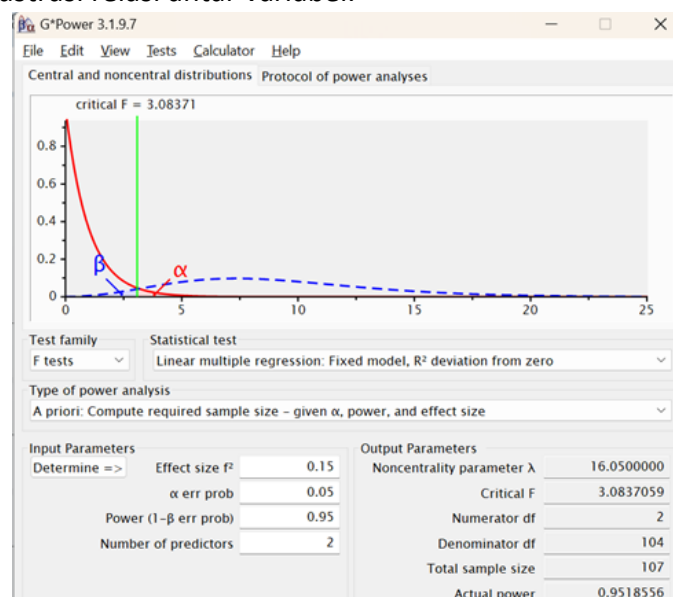 G*Power 3.1.9.7
File Edit View Tests Calculator Help
Central and noncentral distributions Protocol of power analyses
critical F = 3.08371
0.8
0.6
0.4
0.2
0
β α
0 5 10 15 20 25
Test family Statistical test
F tests Linear multiple regression: Fixed model, R² deviation from zero
Type of power analysis
A priori: Compute required sample size – given α, power, and effect size
Input Parameters Output Parameters
Determine => Effect size f² 0.15 Noncentrality parameter λ 16.0500000
α err prob 0.05 Critical F 3.0837059
Power (1-β err prob) 0.95 Numerator df 2
Number of predictors 2 Denominator df 104
Total sample size 107
Actual power 0.9518556